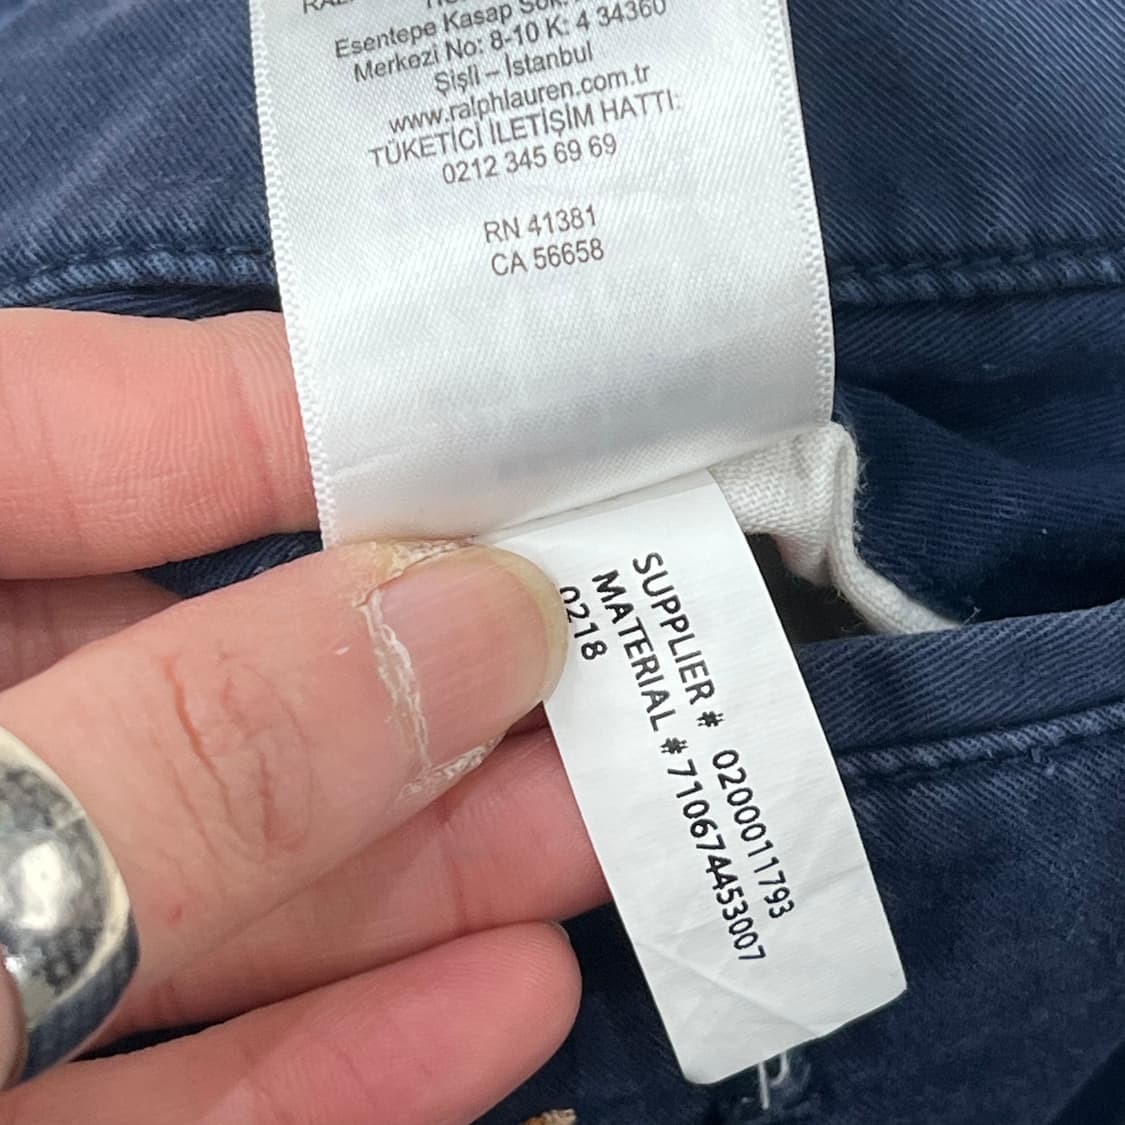 Esentepe Kasap Sok.
Merkezi No: 8-10 K: 4 34360
Şişli – İstanbul
www.ralphlauren.com.tr
TÜKETİCİ İLETİŞİM HATTI:
0212 345 69 69
RN 41381
CA 56658
SUPPLIER # 0200011793
MATERIAL # 710674453007
0218